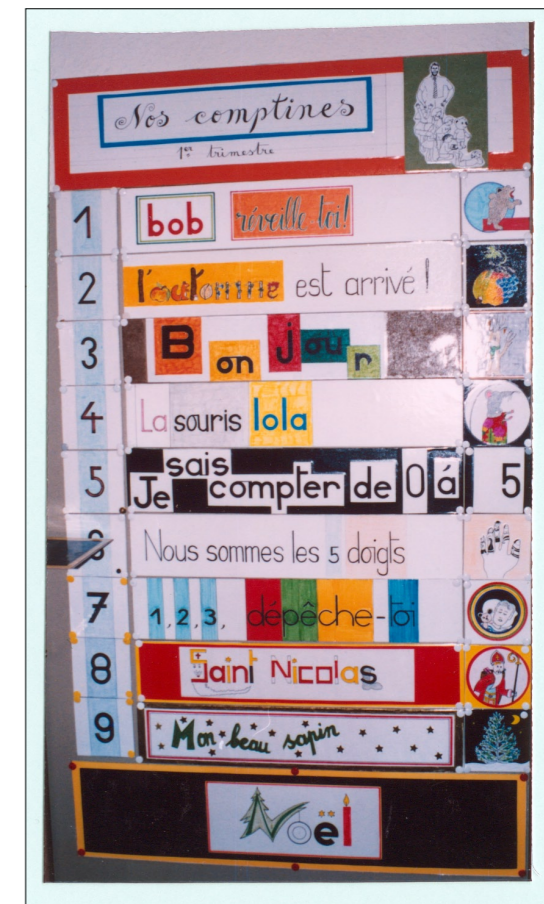 Nos comptines
1er trimestre
1 bob réveille-toi!
2 l'automne est arrivé !
3 Bonjour
4 La souris lola
5 Je sais compter de 0 á 5
6. Nous sommes les 5 doigts
7 1, 2, 3, dépêche-toi
8 Saint Nicolas
9 Mon beau sapin
Noël